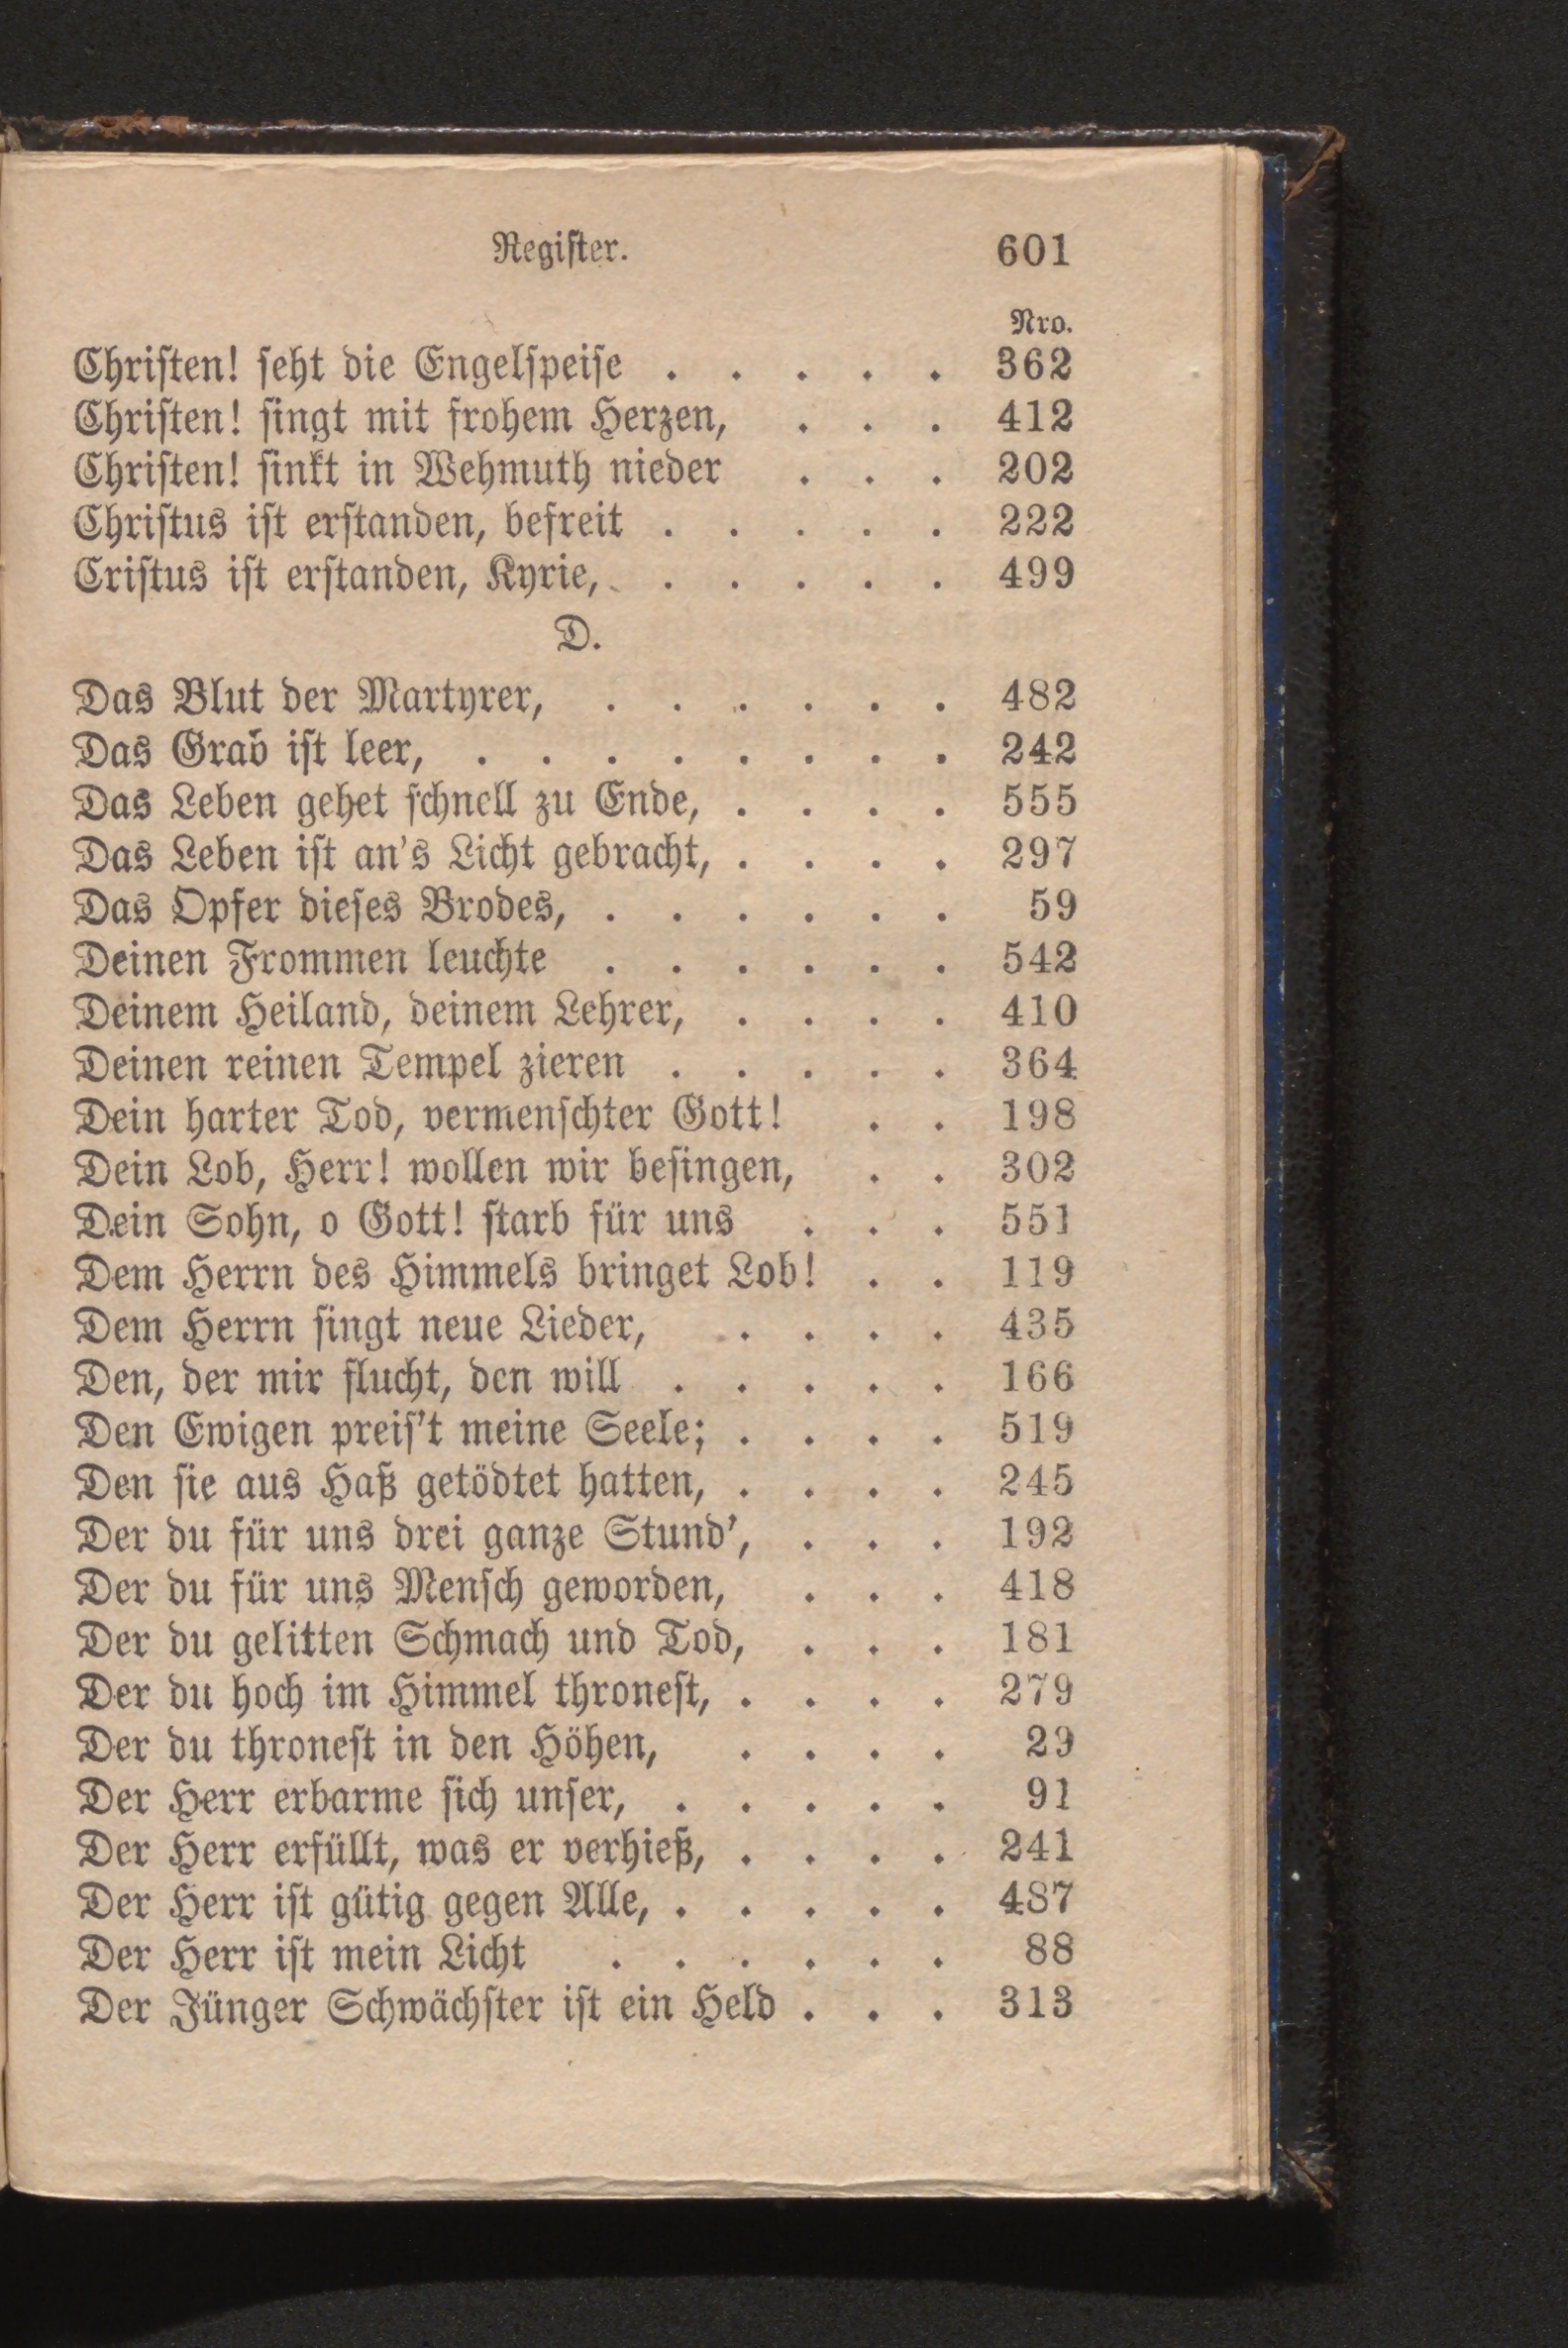 Regiſter. 601
Nro.
Chriſten! ſeht die Engelſpeiſe . . . . . 362
Chriſten! ſingt mit frohem Herzen, . . . 412
Chriſten! ſinkt in Wehmuth nieder . . . 202
Chriſtus iſt erſtanden, befreit . . . . . 222
Criſtus iſt erſtanden, Kyrie, . . . . . 499
D.
Das Blut der Martyrer, . . . . . . 482
Das Grab iſt leer, . . . . . . . . 242
Das Leben gehet ſchnell zu Ende, . . . . 555
Das Leben iſt an's Licht gebracht, . . . . 297
Das Opfer dieſes Brodes, . . . . . . 59
Deinen Frommen leuchte . . . . . . 542
Deinem Heiland, deinem Lehrer, . . . . 410
Deinen reinen Tempel zieren . . . . . 364
Dein harter Tod, vermenſchter Gott! . . 198
Dein Lob, Herr! wollen wir beſingen, . . 302
Dein Sohn, o Gott! ſtarb für uns . . . 551
Dem Herrn des Himmels bringet Lob! . . 119
Dem Herrn ſingt neue Lieder, . . . . 435
Den, der mir flucht, den will . . . . . 166
Den Ewigen preiſ't meine Seele; . . . . 519
Den ſie aus Haß getödtet hatten, . . . . 245
Der du für uns drei ganze Stund', . . . 192
Der du für uns Menſch geworden, . . . 418
Der du gelitten Schmach und Tod, . . . 181
Der du hoch im Himmel throneſt, . . . . 279
Der du throneſt in den Höhen, . . . . 29
Der Herr erbarme ſich unſer, . . . . . 91
Der Herr erfüllt, was er verhieß, . . . . 241
Der Herr iſt gütig gegen Alle, . . . . . 487
Der Herr iſt mein Licht . . . . . . 88
Der Jünger Schwächſter iſt ein Held . . . 313